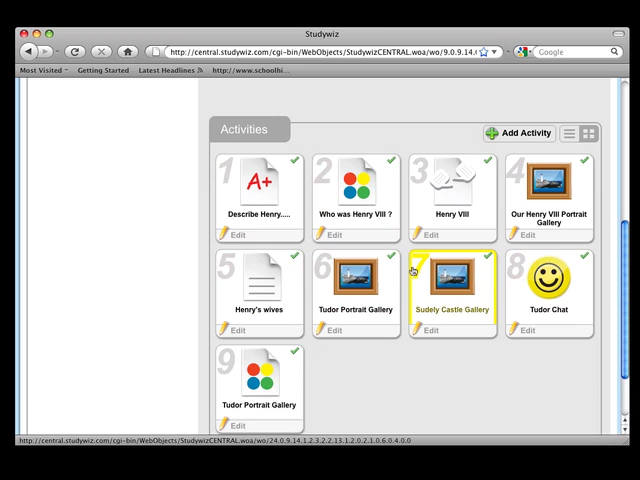 Studywiz
http://central.studywiz.com/cgi-bin/WebObjects/StudywizCENTRAL.woa/wo/9.0.9.14.
Google
Most Visited Getting Started Latest Headlines http://www.schoolhi...
Activities
Add Activity
1
A+
Describe Henry.....
Edit
2
Who was Henry VIII ?
Edit
3
Henry VIII
Edit
4
Our Henry VIII Portrait
Gallery
Edit
5
Henry's wives
Edit
6
Tudor Portrait Gallery
Edit
7
Sudely Castle Gallery
Edit
8
Tudor Chat
Edit
9
Tudor Portrait Gallery
Edit
http://central.studywiz.com/cgi-bin/WebObjects/StudywizCENTRAL.woa/wo/24.0.9.14.1.2.3.2.2.13.1.2.0.2.1.0.6.0.4.0.0